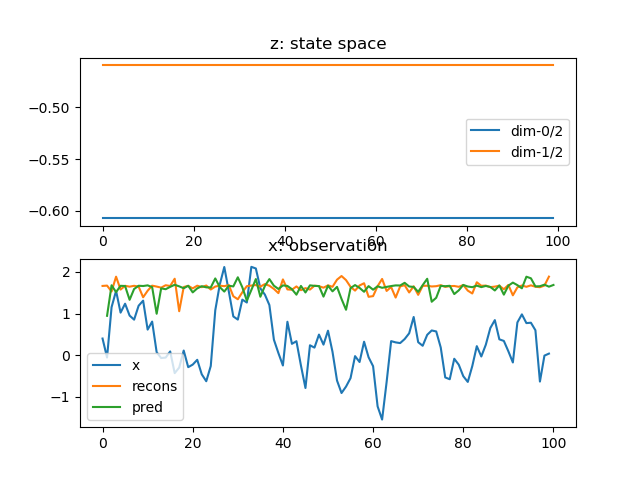 z: state space
−0.50
−0.55
−0.60
dim-0/2
dim-1/2
0 20 40 60 80 100
x: observation
2
1
0
−1
x
recons
pred
0 20 40 60 80 100